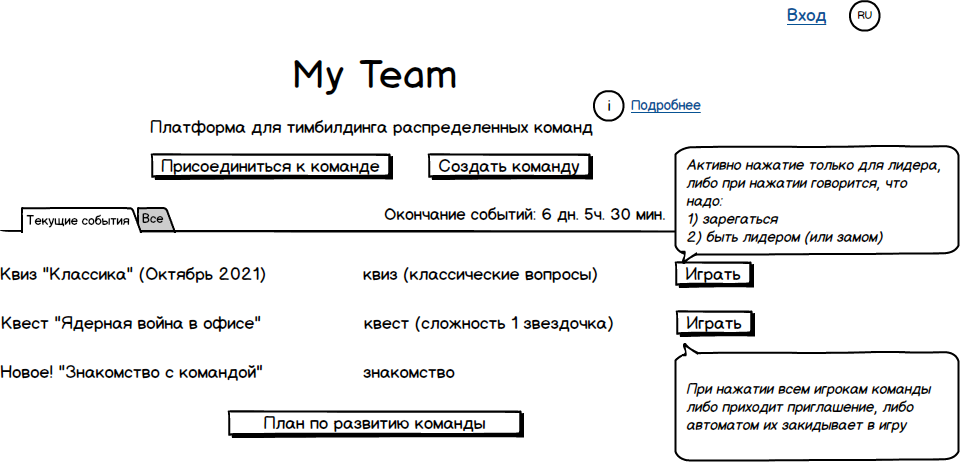 Вход
RU
My Team
i
Подробнее
Платформа для тимбилдинга распределенных команд
Присоединиться к команде
Создать команду
Активно нажатие только для лидера,
либо при нажатии говорится, что
надо:
1) зарегаться
2) быть лидером (или замом)
Текущие события
Все
Окончание событий: 6 дн. 5ч. 30 мин.
Квиз "Классика" (Октябрь 2021)
квиз (классические вопросы)
Играть
Квест "Ядерная война в офисе"
квест (сложность 1 звездочка)
Играть
Новое! "Знакомство с командой"
знакомство
При нажатии всем игрокам команды
либо приходит приглашение, либо
автоматом их закидывает в игру
План по развитию команды